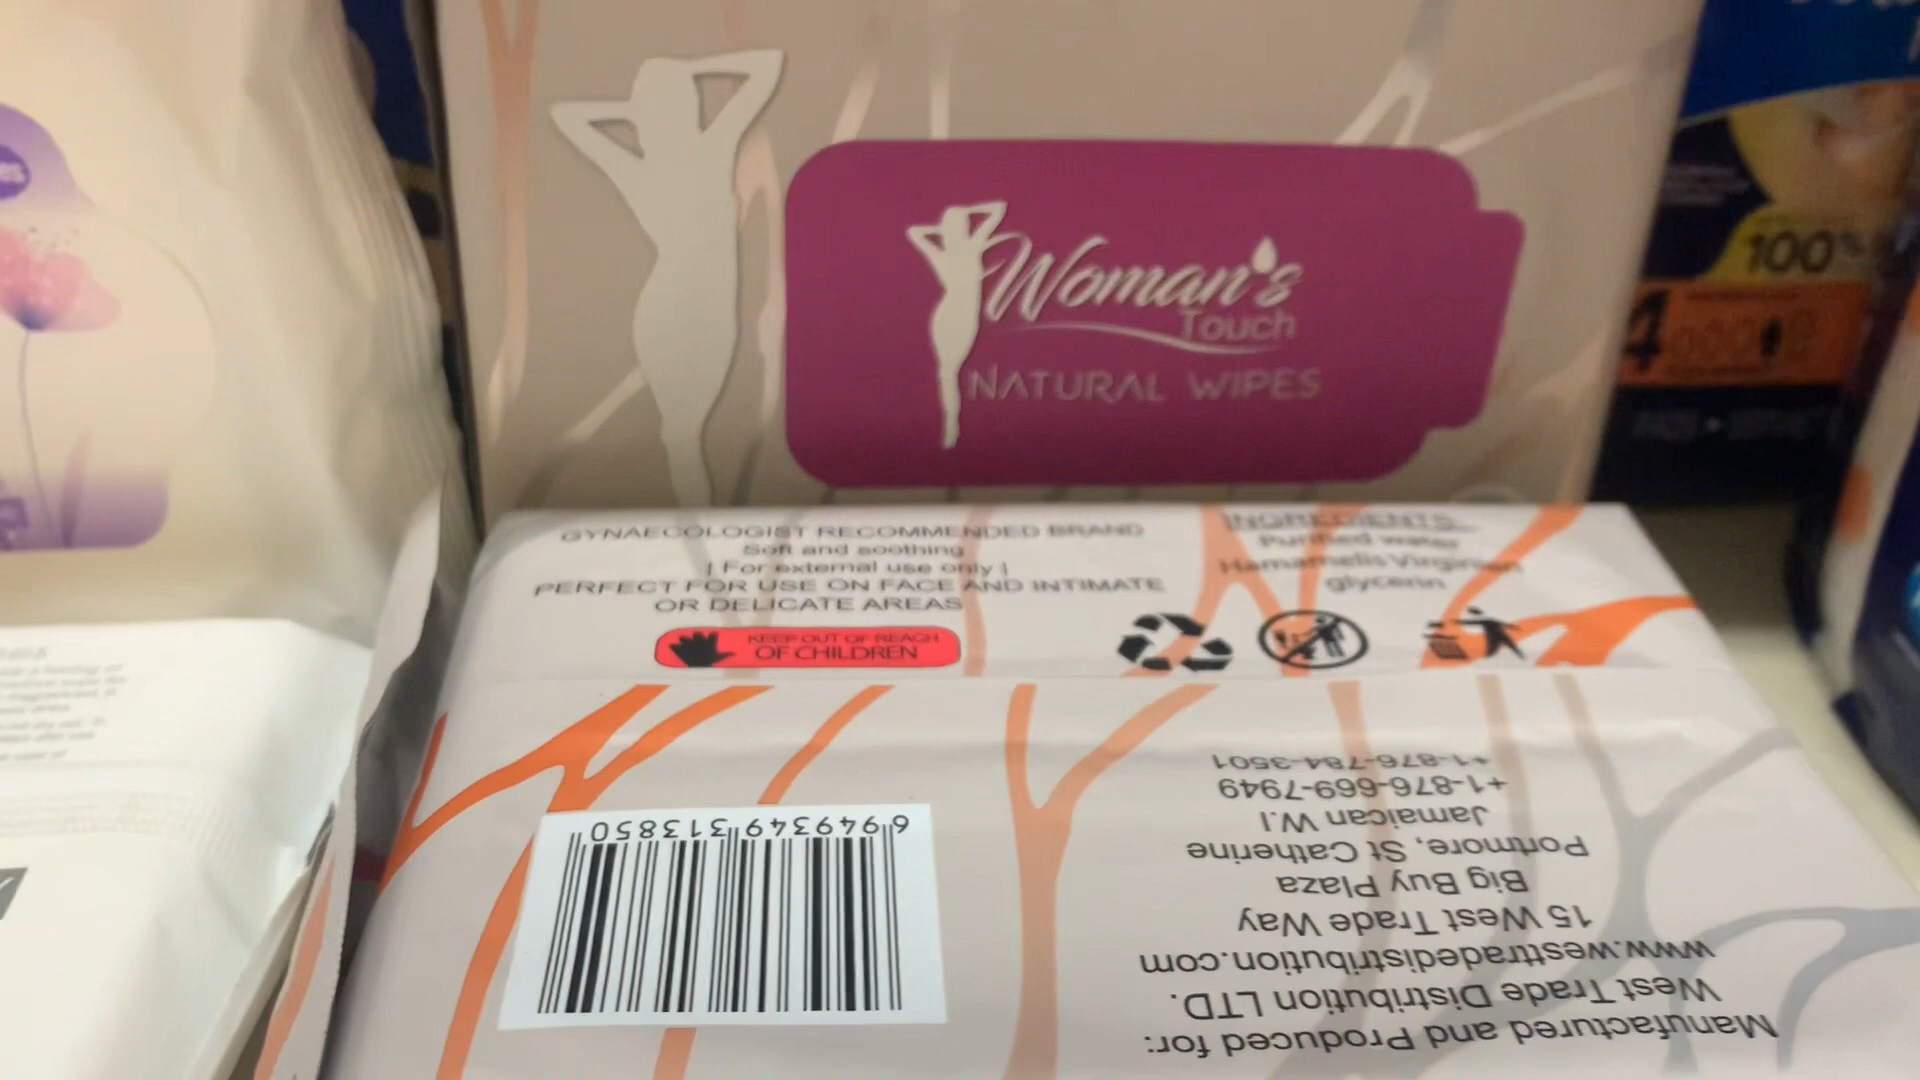 Woman's
Touch
NATURAL WIPES
100%
4
GYNAECOLOGIST RECOMMENDED BRAND
Soft and soothing
| For external use only |
PERFECT FOR USE ON FACE AND INTIMATE
OR DELICATE AREAS
KEEP OUT OF REACH
OF CHILDREN
INGREDIENTS
Purified water
Hamamelis Virginian
glycerin
Manufactured and Produced for:
West Trade Distribution LTD.
www.westtradedistribution.com
15 West Trade Way
Big Buy Plaza
Portmore, St Catherine
Jamaican W.I
+1-876-669-7949
+1-876-784-3501
6 949349 313850